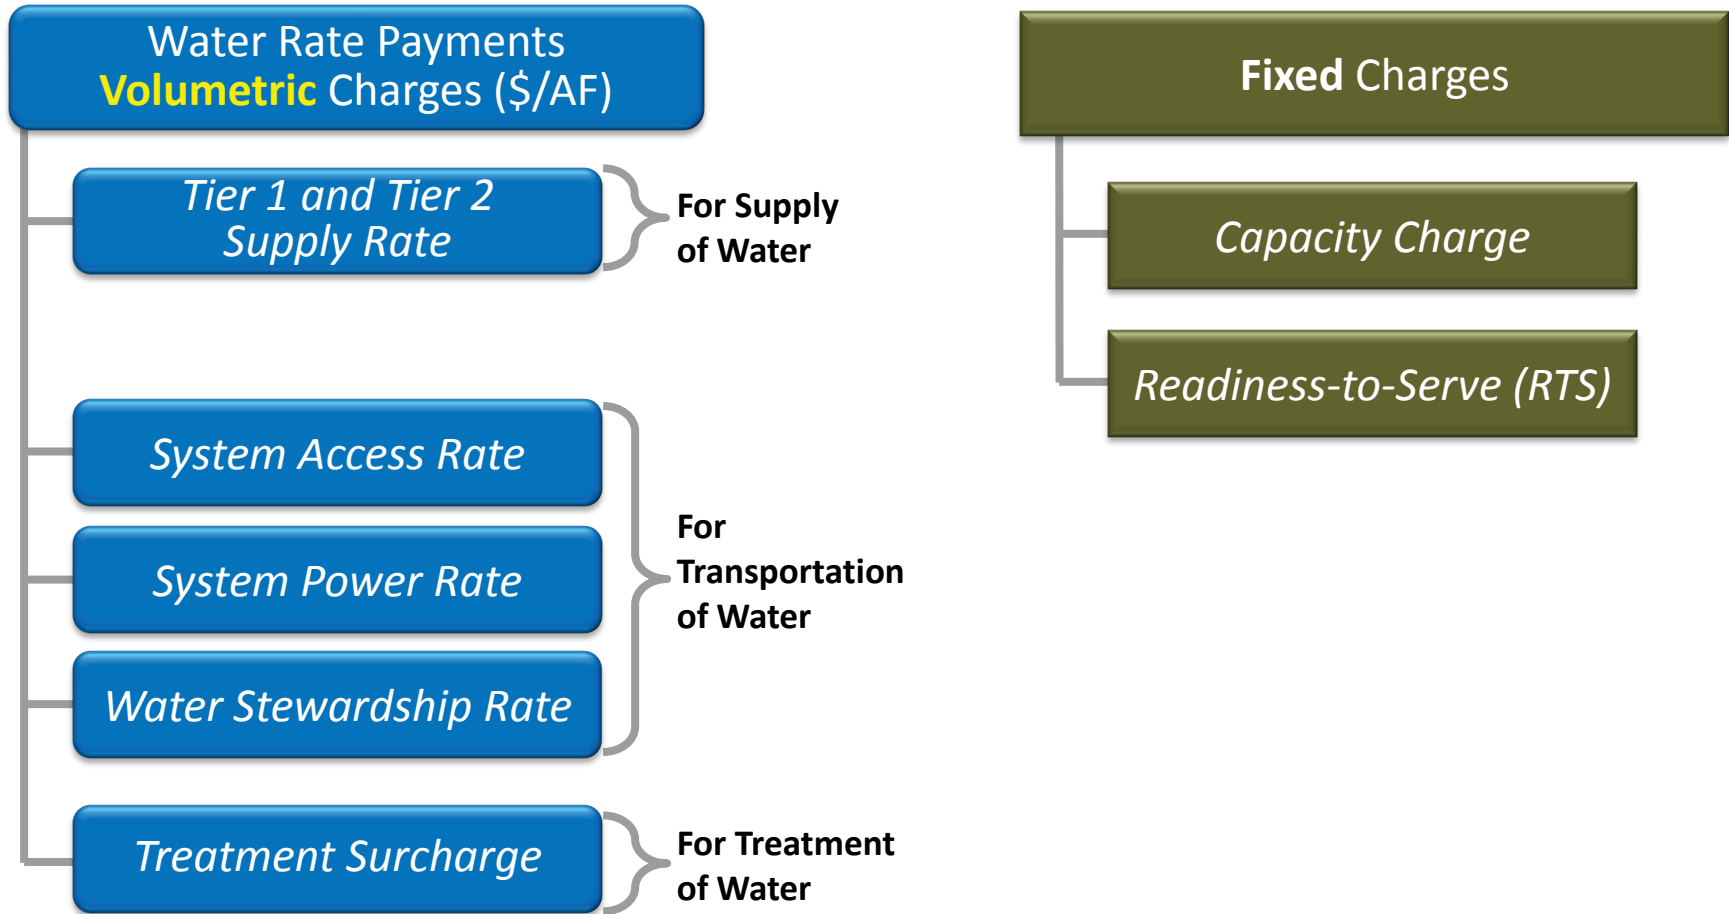 Water Rate Payments
Volumetric Charges ($/AF)
Tier 1 and Tier 2
Supply Rate
For Supply
of Water
System Access Rate
System Power Rate
Water Stewardship Rate
For
Transportation
of Water
Treatment Surcharge
For Treatment
of Water
Fixed Charges
Capacity Charge
Readiness-to-Serve (RTS)